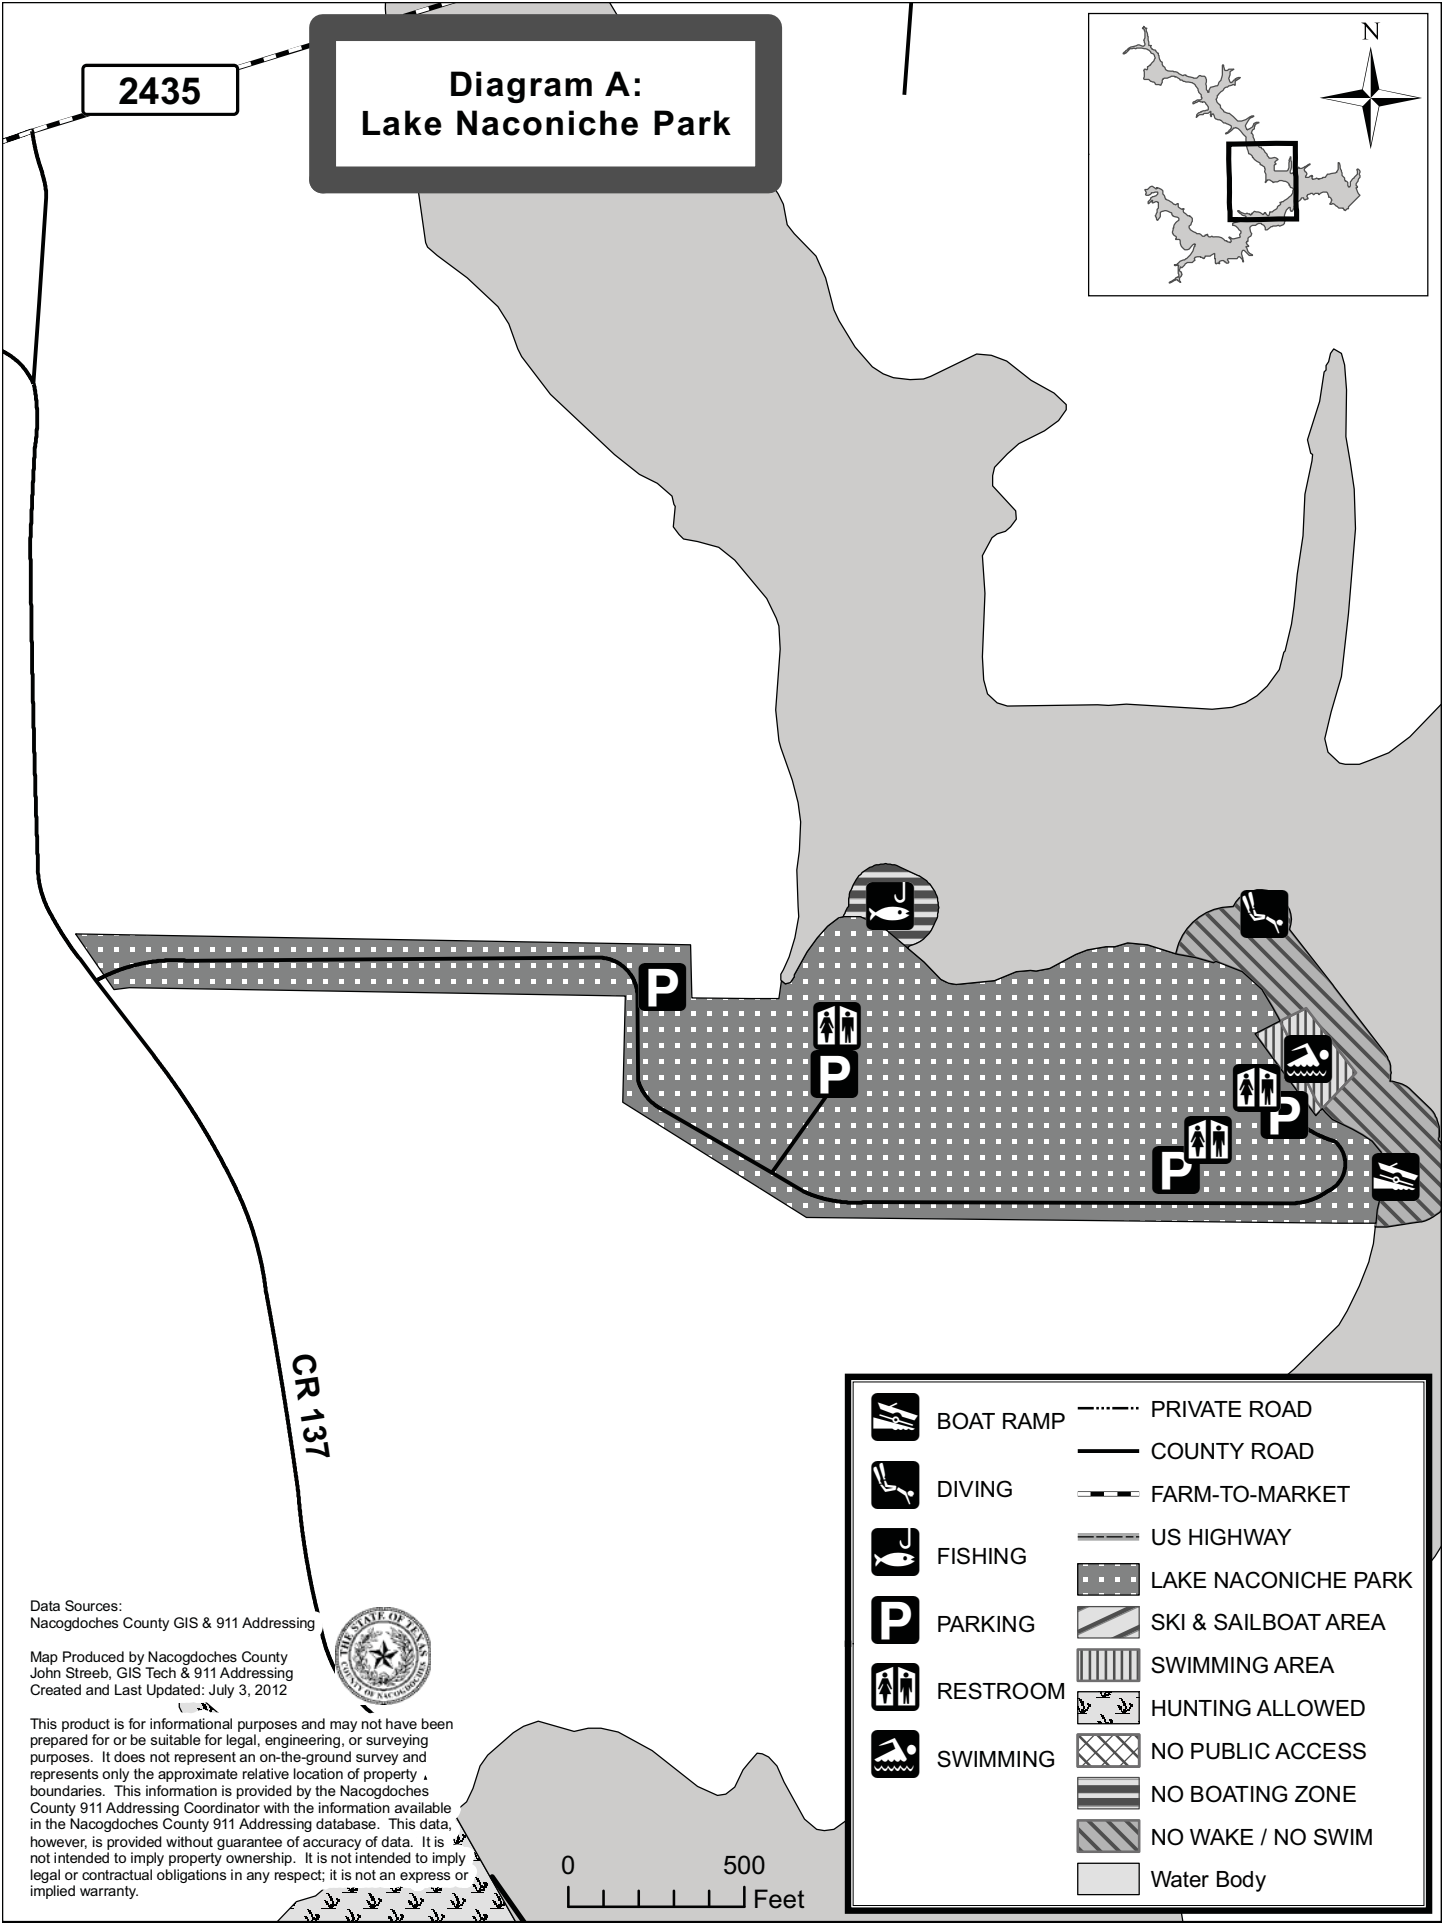 2435
Diagram A:
Lake Naconiche Park
N
P
P
P
P
CR 137
BOAT RAMP
DIVING
FISHING
P
PARKING
RESTROOM
SWIMMING
PRIVATE ROAD
COUNTY ROAD
FARM-TO-MARKET
US HIGHWAY
LAKE NACONICHE PARK
SKI & SAILBOAT AREA
SWIMMING AREA
HUNTING ALLOWED
NO PUBLIC ACCESS
NO BOATING ZONE
NO WAKE / NO SWIM
Water Body
Data Sources:
Nacogdoches County GIS & 911 Addressing
Map Produced by Nacogdoches County
John Streeb, GIS Tech & 911 Addressing
Created and Last Updated: July 3, 2012
THE STATE OF TEXAS
COUNTY OF NACOGDOCHES
This product is for informational purposes and may not have been
prepared for or be suitable for legal, engineering, or surveying
purposes. It does not represent an on-the-ground survey and
represents only the approximate relative location of property
boundaries. This information is provided by the Nacogdoches
County 911 Addressing Coordinator with the information available
in the Nacogdoches County 911 Addressing database. This data,
however, is provided without guarantee of accuracy of data. It is
not intended to imply property ownership. It is not intended to imply
legal or contractual obligations in any respect; it is not an express or
implied warranty.
0 500
Feet